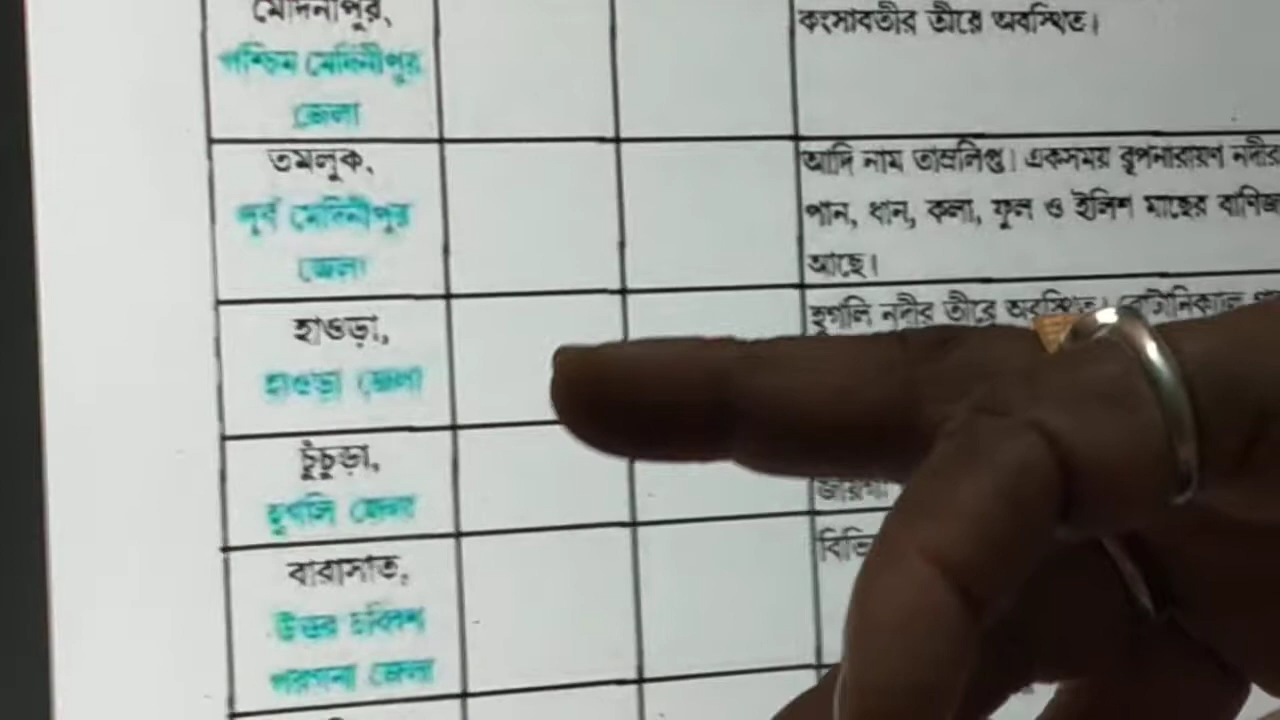 মেদিনীপুর,
পশ্চিম মেদিনীপুর
জেলা
কংসাবতীর তীরে অবস্থিত।
তমলুক,
পূর্ব মেদিনীপুর
জেলা
আদি নাম তাম্রলিপ্ত। একসময় রূপনারায়ণ নদীর
পান, ধান, কলা, ফুল ও ইলিশ মাছের
আছে।
হাওড়া,
হাওড়া জেলা
হুগলি নদীর তীরে অবস্থিত।
চুঁচুড়া,
হুগলি জেলা
বারাসাত,
উত্তর চব্বিশ
পরগনা জেলা